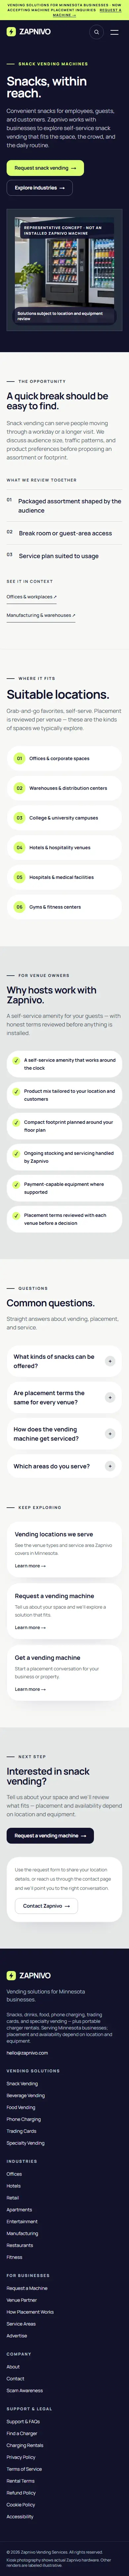 VENDING SOLUTIONS FOR MINNESOTA BUSINESSES · NOW
ACCEPTING MACHINE PLACEMENT INQUIRIES REQUEST A
MACHINE →
ZAPNIVO
SNACK VENDING MACHINES
Snacks, within
reach.
Convenient snacks for employees, guests,
and customers. Zapnivo works with
businesses to explore self-service snack
vending that fits the space, the crowd, and
the daily routine.
Request snack vending →
Explore industries →
REPRESENTATIVE CONCEPT · NOT AN
INSTALLED ZAPNIVO MACHINE
Solutions subject to location and equipment
review
THE OPPORTUNITY
A quick break should be
easy to find.
Snack vending can serve people moving
through a workday or visit. We look at
audience size, traffic patterns, and
product preferences before proposing an
assortment or footprint.
WHAT WE REVIEW TOGETHER
01 Packaged assortment shaped by the
audience
02 Break room or guest-area access
03 Service plan suited to usage
SEE IT IN CONTEXT
Offices & workplaces ↗
Manufacturing & warehouses ↗
WHERE IT FITS
Suitable locations.
Grab-and-go favorites, self-serve. Placement
is reviewed per venue — these are the kinds
of spaces we typically explore.
01 Offices & corporate spaces
02 Warehouses & distribution centers
03 College & university campuses
04 Hotels & hospitality venues
05 Hospitals & medical facilities
06 Gyms & fitness centers
FOR VENUE OWNERS
Why hosts work with
Zapnivo.
A self-service amenity for your guests — with
honest terms reviewed before anything is
installed.
✓ A self-service amenity that works around
the clock
✓ Product mix tailored to your location and
customers
✓ Compact footprint planned around your
floor plan
✓ Ongoing stocking and servicing handled
by Zapnivo
✓ Payment-capable equipment where
supported
✓ Placement terms reviewed with each
venue before a decision
QUESTIONS
Common questions.
Straight answers about vending, placement,
and service.
What kinds of snacks can be
offered? +
Are placement terms the
same for every venue? +
How does the vending
machine get serviced? +
Which areas do you serve? +
KEEP EXPLORING
Vending locations we serve
See the venue types and service area Zapnivo
covers in Minnesota.
Learn more →
Request a vending machine
Tell us about your space and we'll explore a
solution that fits.
Learn more →
Get a vending machine
Start a placement conversation for your
business or property.
Learn more →
NEXT STEP
Interested in snack
vending?
Tell us about your space and we'll review
what fits — placement and availability depend
on location and equipment.
Request a vending machine →
Use the request form to share your location
details, or reach us through the contact page
and we'll point you to the right conversation.
Contact Zapnivo →
ZAPNIVO
Vending solutions for Minnesota
businesses.
Snacks, drinks, food, phone charging, trading
cards, and specialty vending — plus portable
charger rentals. Serving Minnesota businesses;
placement and availability depend on location and
equipment.
hello@zapnivo.com
VENDING SOLUTIONS
Snack Vending
Beverage Vending
Food Vending
Phone Charging
Trading Cards
Specialty Vending
INDUSTRIES
Offices
Hotels
Retail
Apartments
Entertainment
Manufacturing
Restaurants
Fitness
FOR BUSINESSES
Request a Machine
Venue Partner
How Placement Works
Service Areas
Advertise
COMPANY
About
Contact
Scam Awareness
SUPPORT & LEGAL
Support & FAQs
Find a Charger
Charging Rentals
Privacy Policy
Terms of Service
Rental Terms
Refund Policy
Cookie Policy
Accessibility
© 2026 Zapnivo Vending Services. All rights reserved.
Kiosk photography shows actual Zapnivo hardware. Other
renders are labeled illustrative.